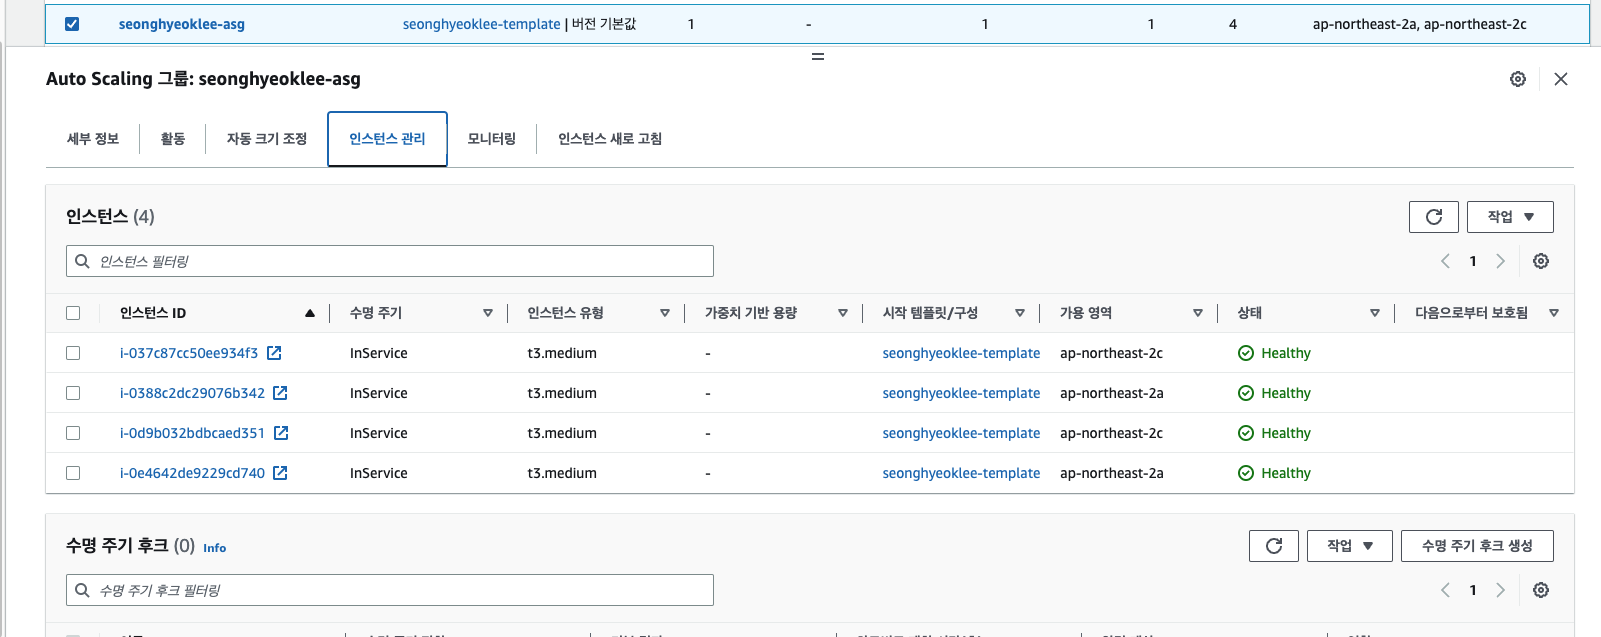 seonghyeoklee-asg seonghyeoklee-template | 버전 기본값 1 - 1 1 4 ap-northeast-2a, ap-northeast-2c
Auto Scaling 그룹: seonghyeoklee-asg
세부 정보 활동 자동 크기 조정 인스턴스 관리 모니터링 인스턴스 새로 고침
인스턴스 (4) 작업
인스턴스 필터링 1
인스턴스 ID 수명 주기 인스턴스 유형 가중치 기반 용량 시작 템플릿/구성 가용 영역 상태 다음으로부터 보호됨
i-037c87cc50ee934f3 InService t3.medium - seonghyeoklee-template ap-northeast-2c Healthy
i-0388c2dc29076b342 InService t3.medium - seonghyeoklee-template ap-northeast-2a Healthy
i-0d9b032bdbcaed351 InService t3.medium - seonghyeoklee-template ap-northeast-2c Healthy
i-0e4642de9229cd740 InService t3.medium - seonghyeoklee-template ap-northeast-2a Healthy
수명 주기 후크 (0) Info 작업 수명 주기 후크 생성
수명 주기 후크 필터링 1